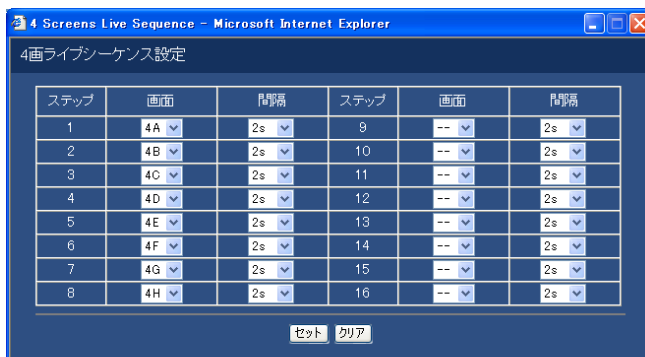 4 Screens Live Sequence - Microsoft Internet Explorer
4画ライブシーケンス設定
ステップ 画面 間隔 ステップ 画面 間隔
1 4A 2s 9 -- 2s
2 4B 2s 10 -- 2s
3 4C 2s 11 -- 2s
4 4D 2s 12 -- 2s
5 4E 2s 13 -- 2s
6 4F 2s 14 -- 2s
7 4G 2s 15 -- 2s
8 4H 2s 16 -- 2s
セット クリア